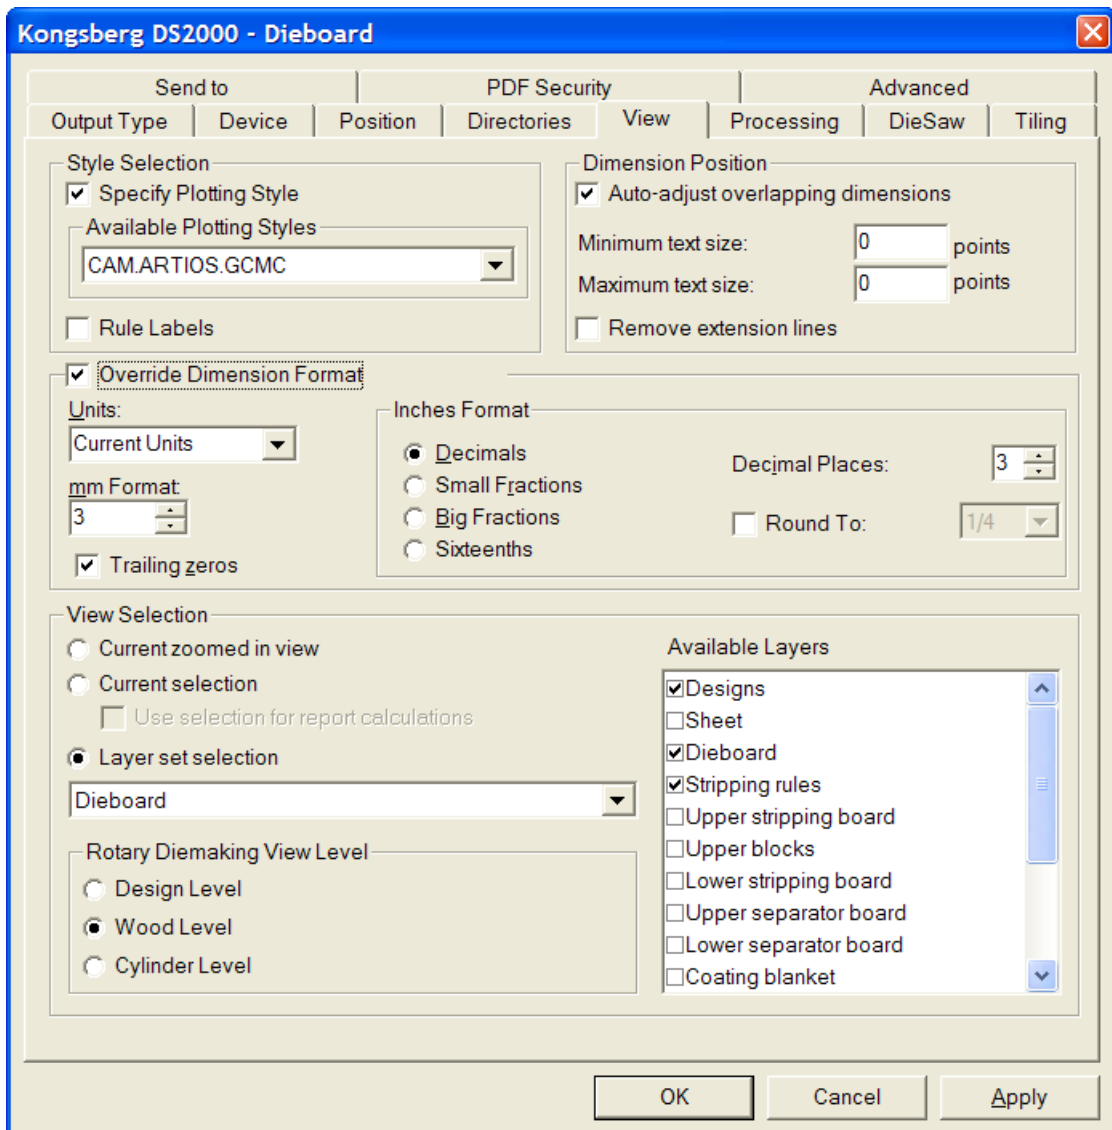 Kongsberg DS2000 - Dieboard
Send to PDF Security Advanced
Output Type Device Position Directories View Processing DieSaw Tiling
Style Selection
Specify Plotting Style
Available Plotting Styles
CAM.ARTIOS.GCMC
Rule Labels
Dimension Position
Auto-adjust overlapping dimensions
Minimum text size: 0 points
Maximum text size: 0 points
Remove extension lines
Override Dimension Format
Units:
Current Units
mm Format:
3
Trailing zeros
Inches Format
Decimals
Small Fractions
Big Fractions
Sixteenths
Decimal Places: 3
Round To: 1/4
View Selection
Current zoomed in view
Current selection
Use selection for report calculations
Layer set selection
Dieboard
Rotary Diemaking View Level
Design Level
Wood Level
Cylinder Level
Available Layers
Designs
Sheet
Dieboard
Stripping rules
Upper stripping board
Upper blocks
Lower stripping board
Upper separator board
Lower separator board
Coating blanket
OK Cancel Apply